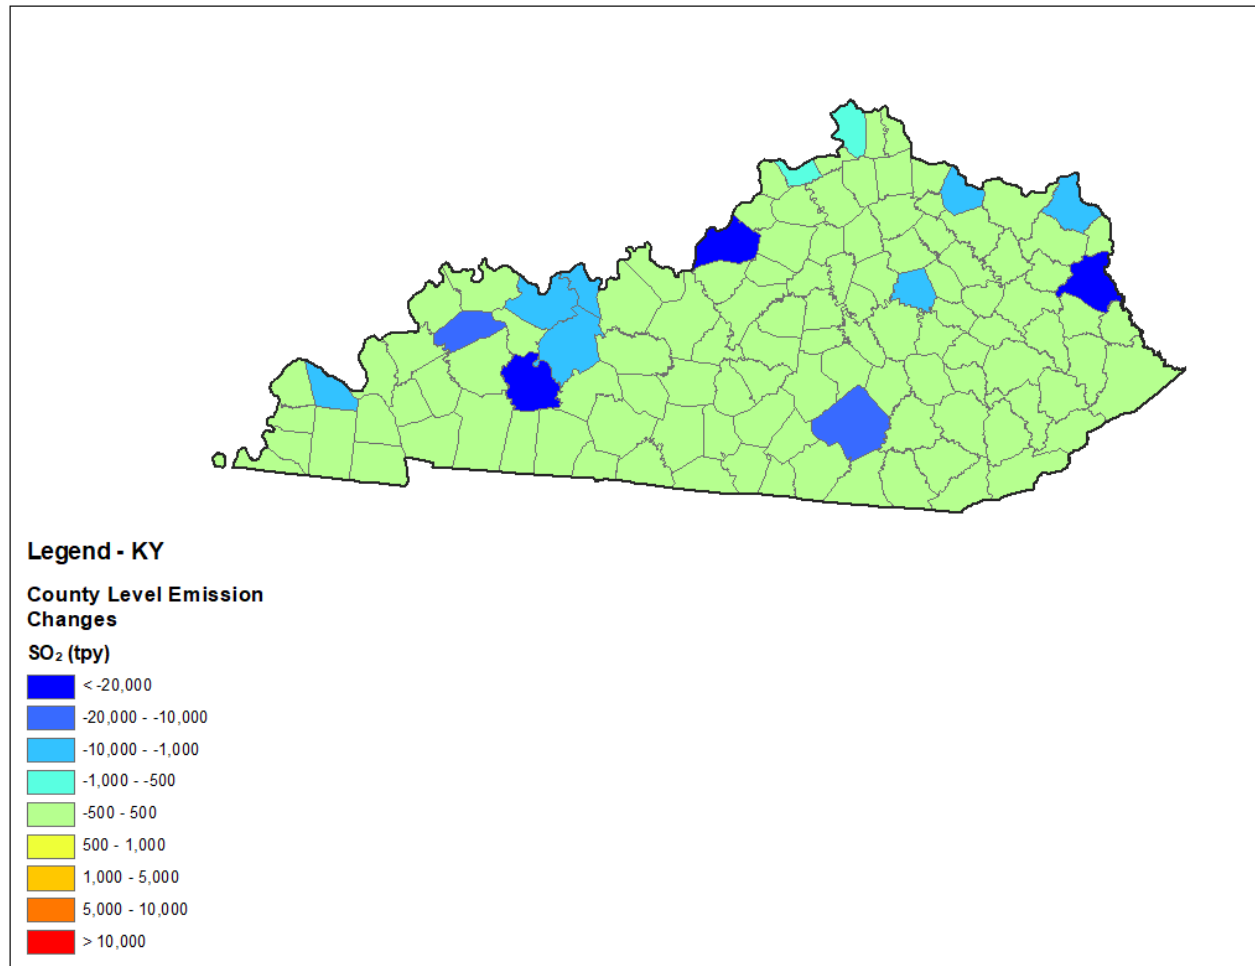 Legend - KY
County Level Emission
Changes
SO₂ (tpy)
< -20,000
-20,000 - -10,000
-10,000 - -1,000
-1,000 - -500
-500 - 500
500 - 1,000
1,000 - 5,000
5,000 - 10,000
> 10,000